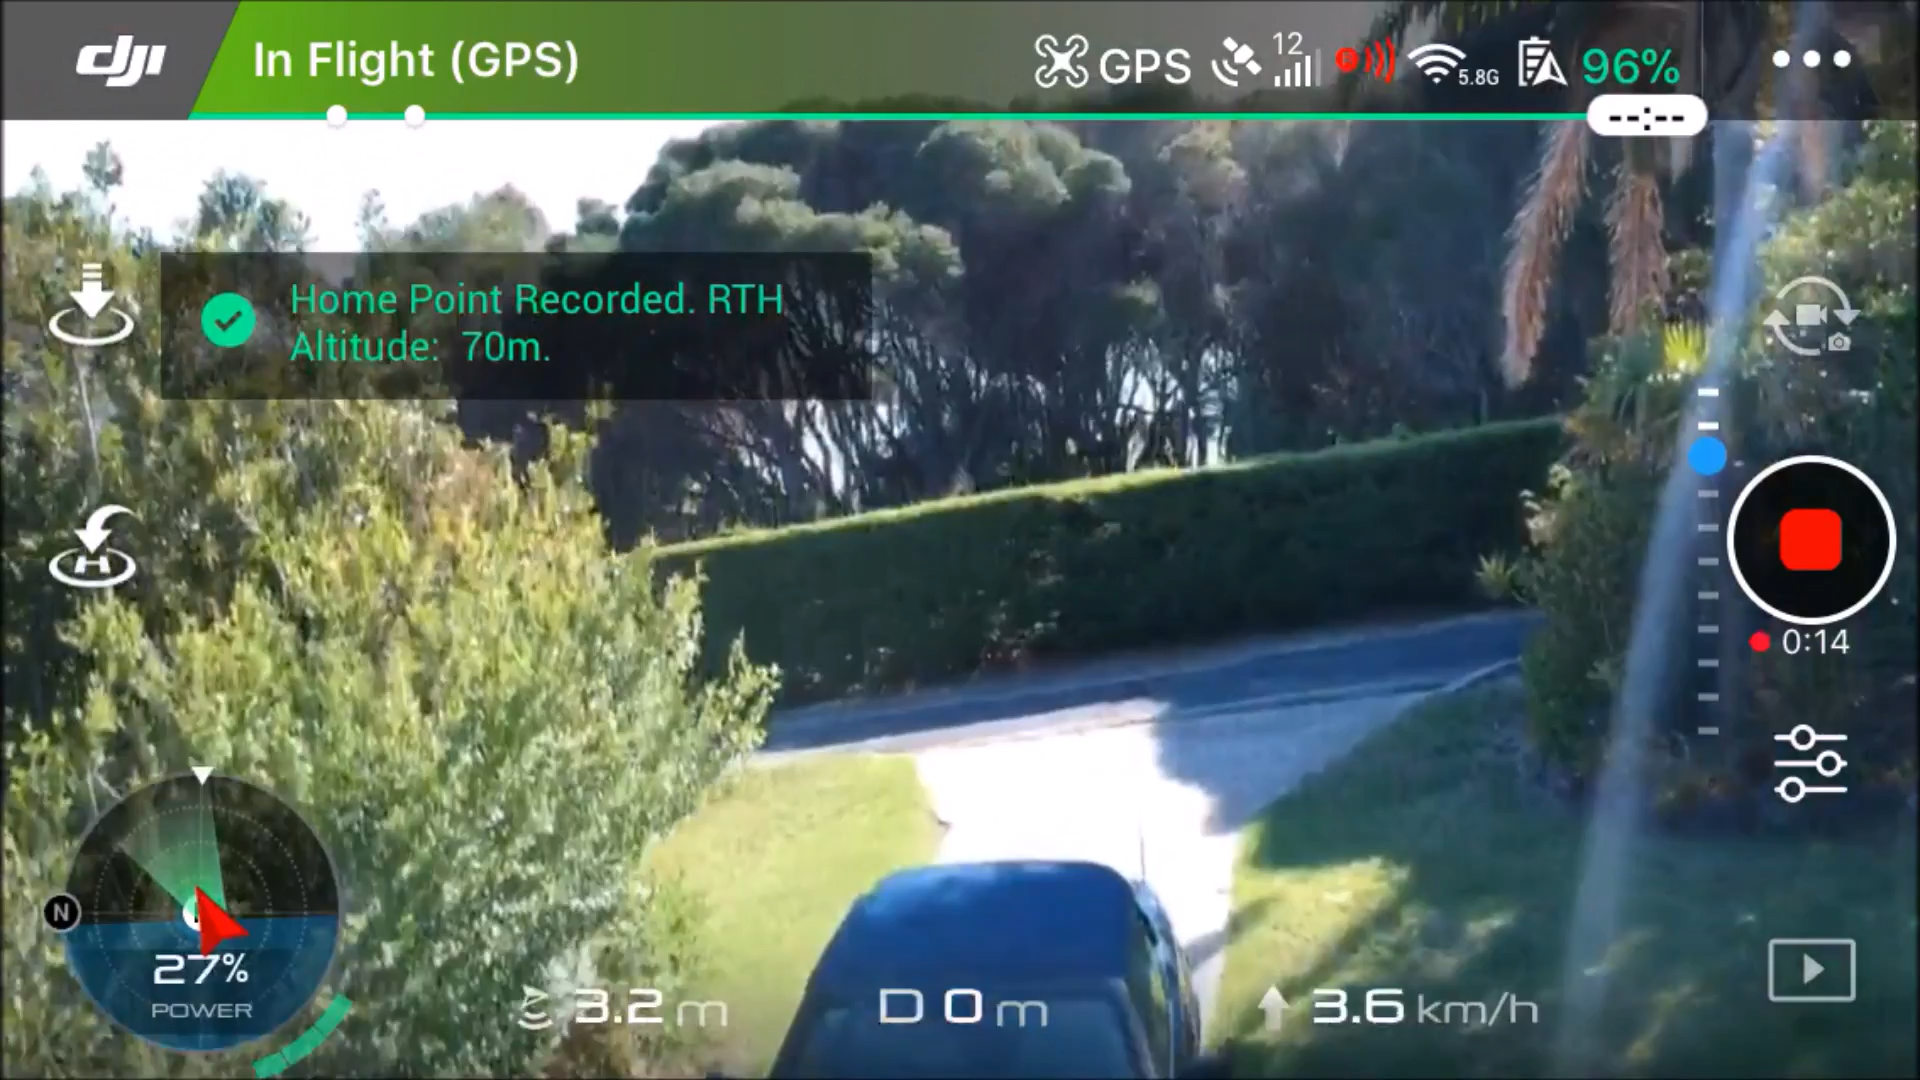 dji
In Flight (GPS)
GPS
12
5.8G
96%
--:--
Home Point Recorded. RTH
Altitude: 70m.
0:14
N
27%
POWER
3.2 m
D 0 m
3.6 km/h